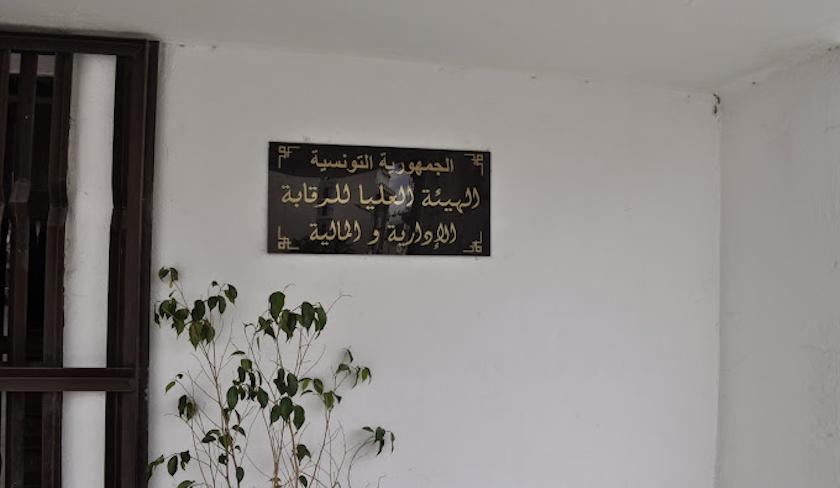 الجمهورية التونسية
الهيئة العليا للرقابة
الإدارية و المالية